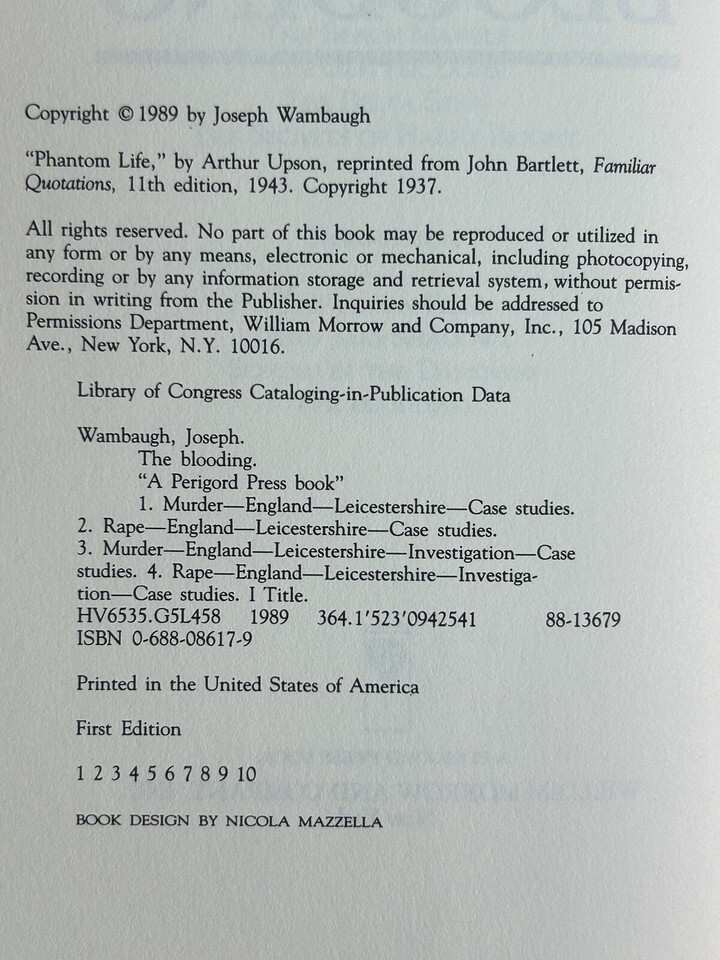 Copyright © 1989 by Joseph Wambaugh
“Phantom Life,” by Arthur Upson, reprinted from John Bartlett, Familiar
Quotations, 11th edition, 1943. Copyright 1937.
All rights reserved. No part of this book may be reproduced or utilized in
any form or by any means, electronic or mechanical, including photocopying,
recording or by any information storage and retrieval system, without permis-
sion in writing from the Publisher. Inquiries should be addressed to
Permissions Department, William Morrow and Company, Inc., 105 Madison
Ave., New York, N.Y. 10016.
Library of Congress Cataloging-in-Publication Data
Wambaugh, Joseph.
The blooding.
“A Perigord Press book”
1. Murder—England—Leicestershire—Case studies.
2. Rape—England—Leicestershire—Case studies.
3. Murder—England—Leicestershire—Investigation—Case
studies. 4. Rape—England—Leicestershire—Investiga-
tion—Case studies. I Title.
HV6535.G5L458 1989 364.1'523'0942541 88-13679
ISBN 0-688-08617-9
Printed in the United States of America
First Edition
1 2 3 4 5 6 7 8 9 10
BOOK DESIGN BY NICOLA MAZZELLA